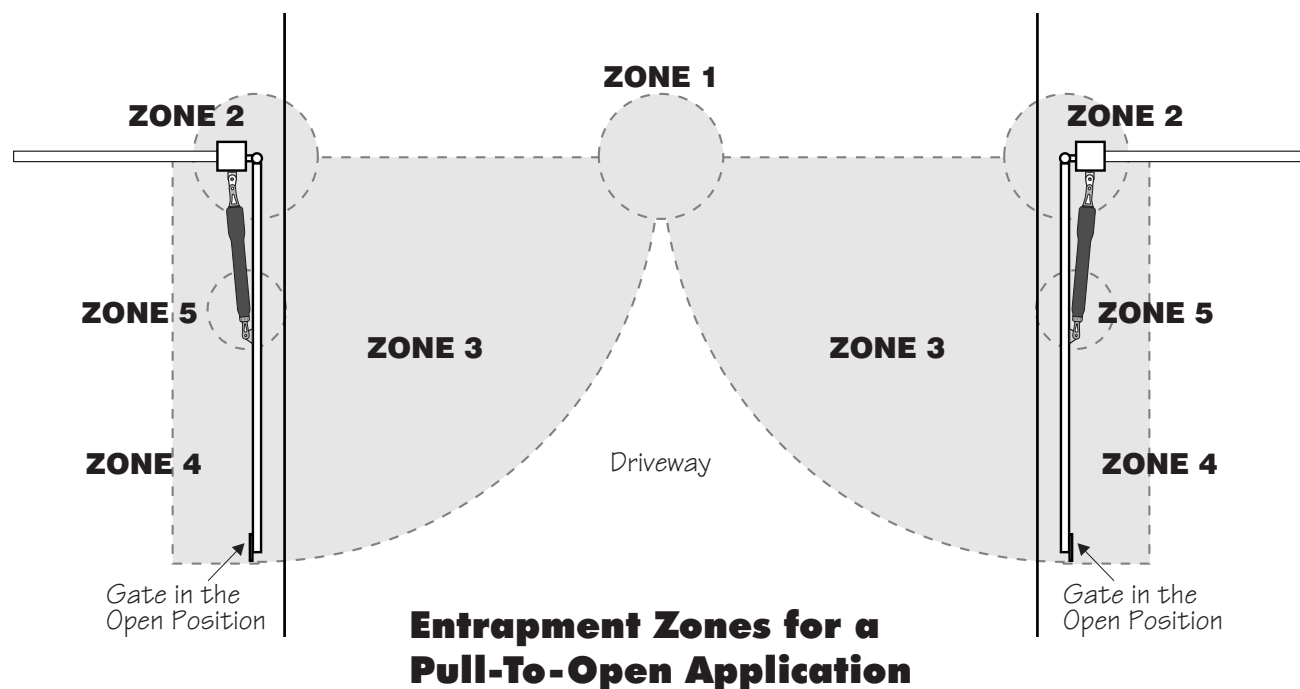 ZONE 1
ZONE 2
ZONE 2
ZONE 5
ZONE 5
ZONE 3
ZONE 3
ZONE 4
Driveway
ZONE 4
Gate in the
Open Position
Gate in the
Open Position
Entrapment Zones for a
Pull-To-Open Application